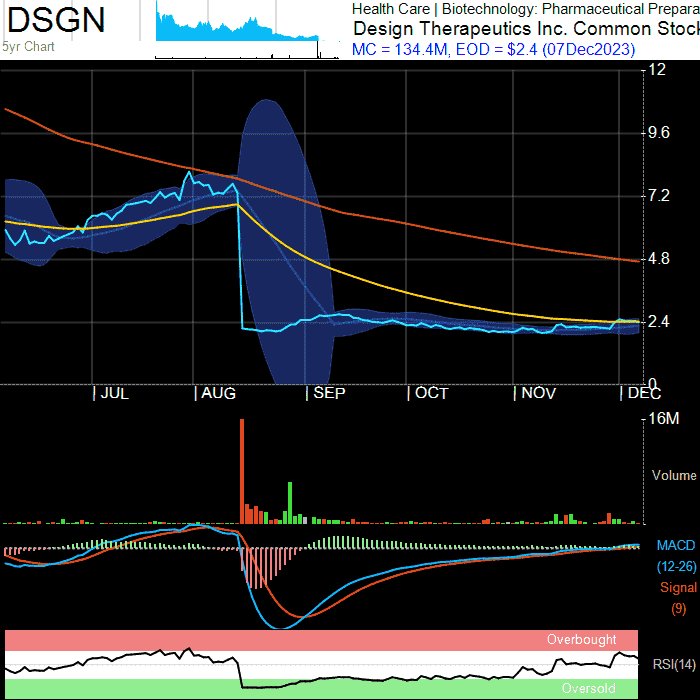 DSGN
5yr Chart
Health Care | Biotechnology: Pharmaceutical Prepara
Design Therapeutics Inc. Common Stock
MC = 134.4M, EOD = $2.4 (07Dec2023)
12
9.6
7.2
4.8
2.4
0
JUL
AUG
SEP
OCT
NOV
DEC
16M
Volume
MACD
(12-26)
Signal
(9)
Overbought
RSI(14)
Oversold